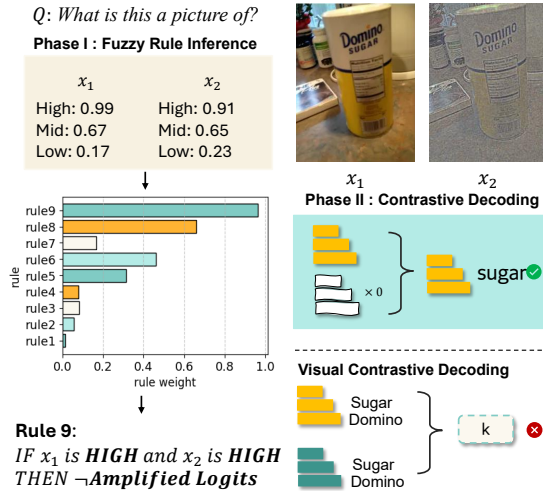 Q: What is this a picture of?
Phase I : Fuzzy Rule Inference
x₁ x₂
High: 0.99 High: 0.91
Mid: 0.67 Mid: 0.65
Low: 0.17 Low: 0.23
rule9
rule8
rule7
rule6
rule5
rule4
rule3
rule2
rule1
rule
0.0 0.2 0.4 0.6 0.8 1.0
rule weight
Rule 9:
IF x₁ is HIGH and x₂ is HIGH
THEN ¬Amplified Logits
Domino
SUGAR
Domino
SUGAR
x₁ x₂
Phase II : Contrastive Decoding
× 0
sugar
Visual Contrastive Decoding
Sugar
Domino
Sugar
Domino
k